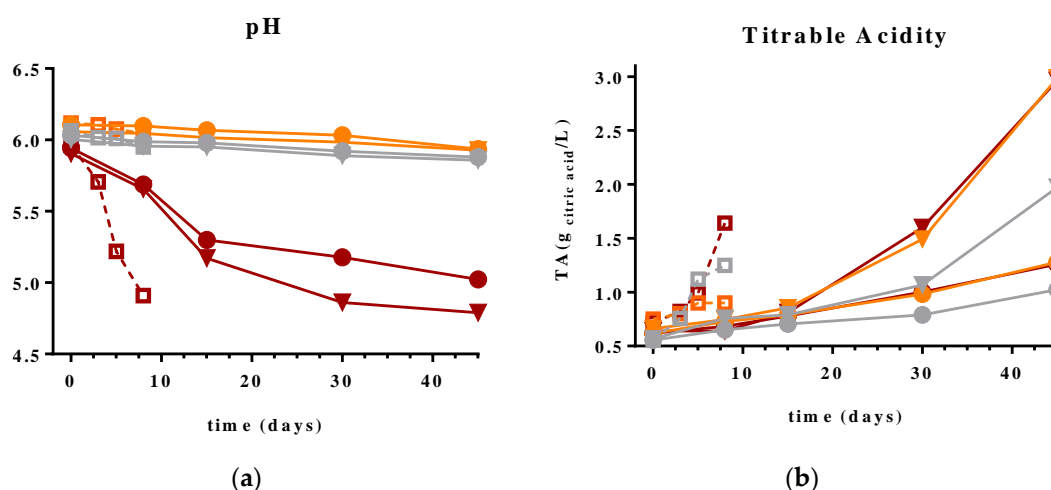 pH
6.5
6.0
5.5
5.0
4.5
0 10 20 30 40
time (days)
(a)
Titrable Acidity
TA(g citric acid/L)
3.0
2.5
2.0
1.5
1.0
0.5
0 10 20 30 40
time (days)
(b)